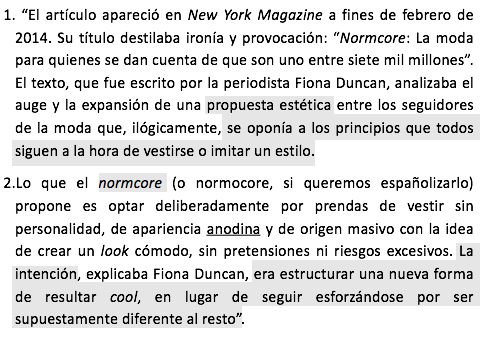 1. “El artículo apareció en New York Magazine a fines de febrero de
2014. Su título destilaba ironía y provocación: “Normcore: La moda
para quienes se dan cuenta de que son uno entre siete mil millones”.
El texto, que fue escrito por la periodista Fiona Duncan, analizaba el
auge y la expansión de una propuesta estética entre los seguidores
de la moda que, ilógicamente, se oponía a los principios que todos
siguen a la hora de vestirse o imitar un estilo.
2.Lo que el normcore (o normocore, si queremos españolizarlo)
propone es optar deliberadamente por prendas de vestir sin
personalidad, de apariencia anodina y de origen masivo con la idea
de crear un look cómodo, sin pretensiones ni riesgos excesivos. La
intención, explicaba Fiona Duncan, era estructurar una nueva forma
de resultar cool, en lugar de seguir esforzándose por ser
supuestamente diferente al resto”.